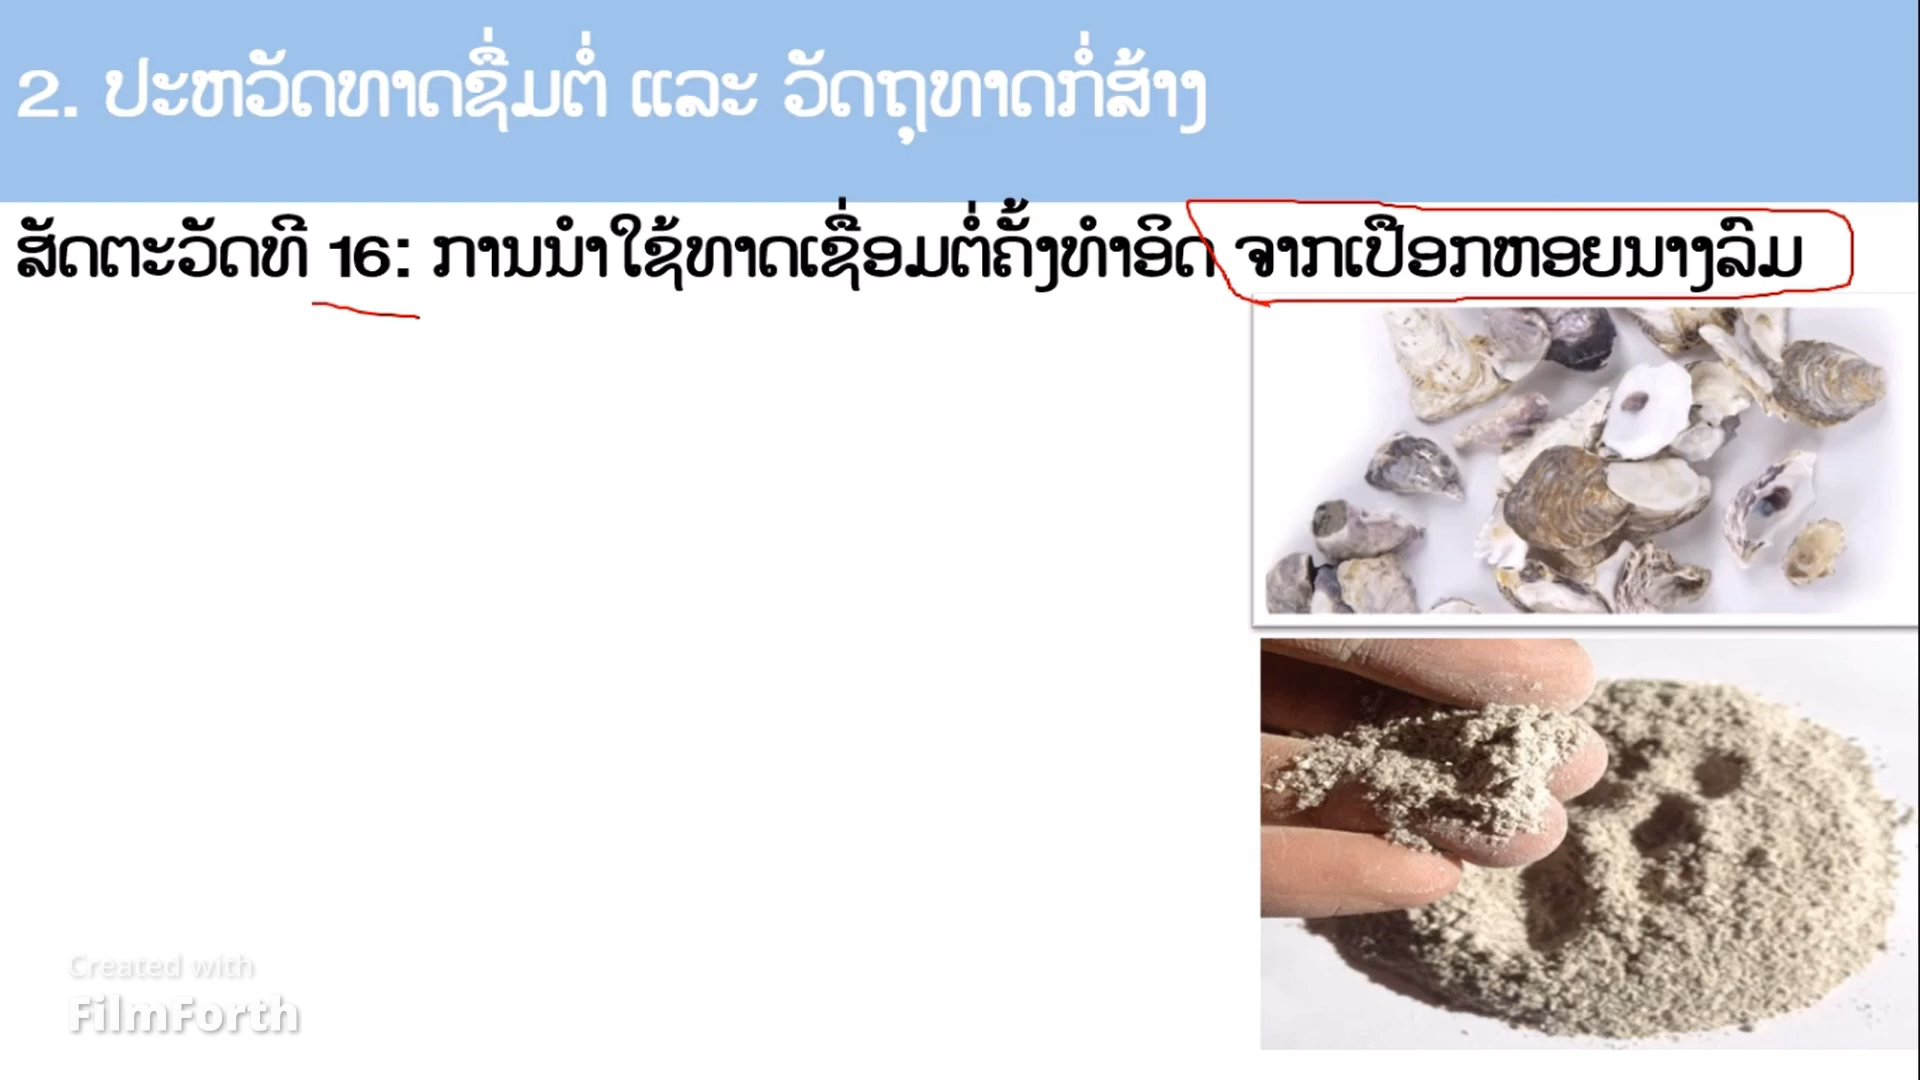 2. ປະຫວັດທາດຊື່ມຕໍ່ ແລະ ວັດຖຸທາດກໍ່ສ້າງ
ສັດຕະວັດທີ 16: ການນຳໃຊ້ທາດເຊື່ອມຕໍ່ຄັ້ງທຳອິດ ຈາກເປືອກຫອຍນາງລົມ
Created with
FilmForth